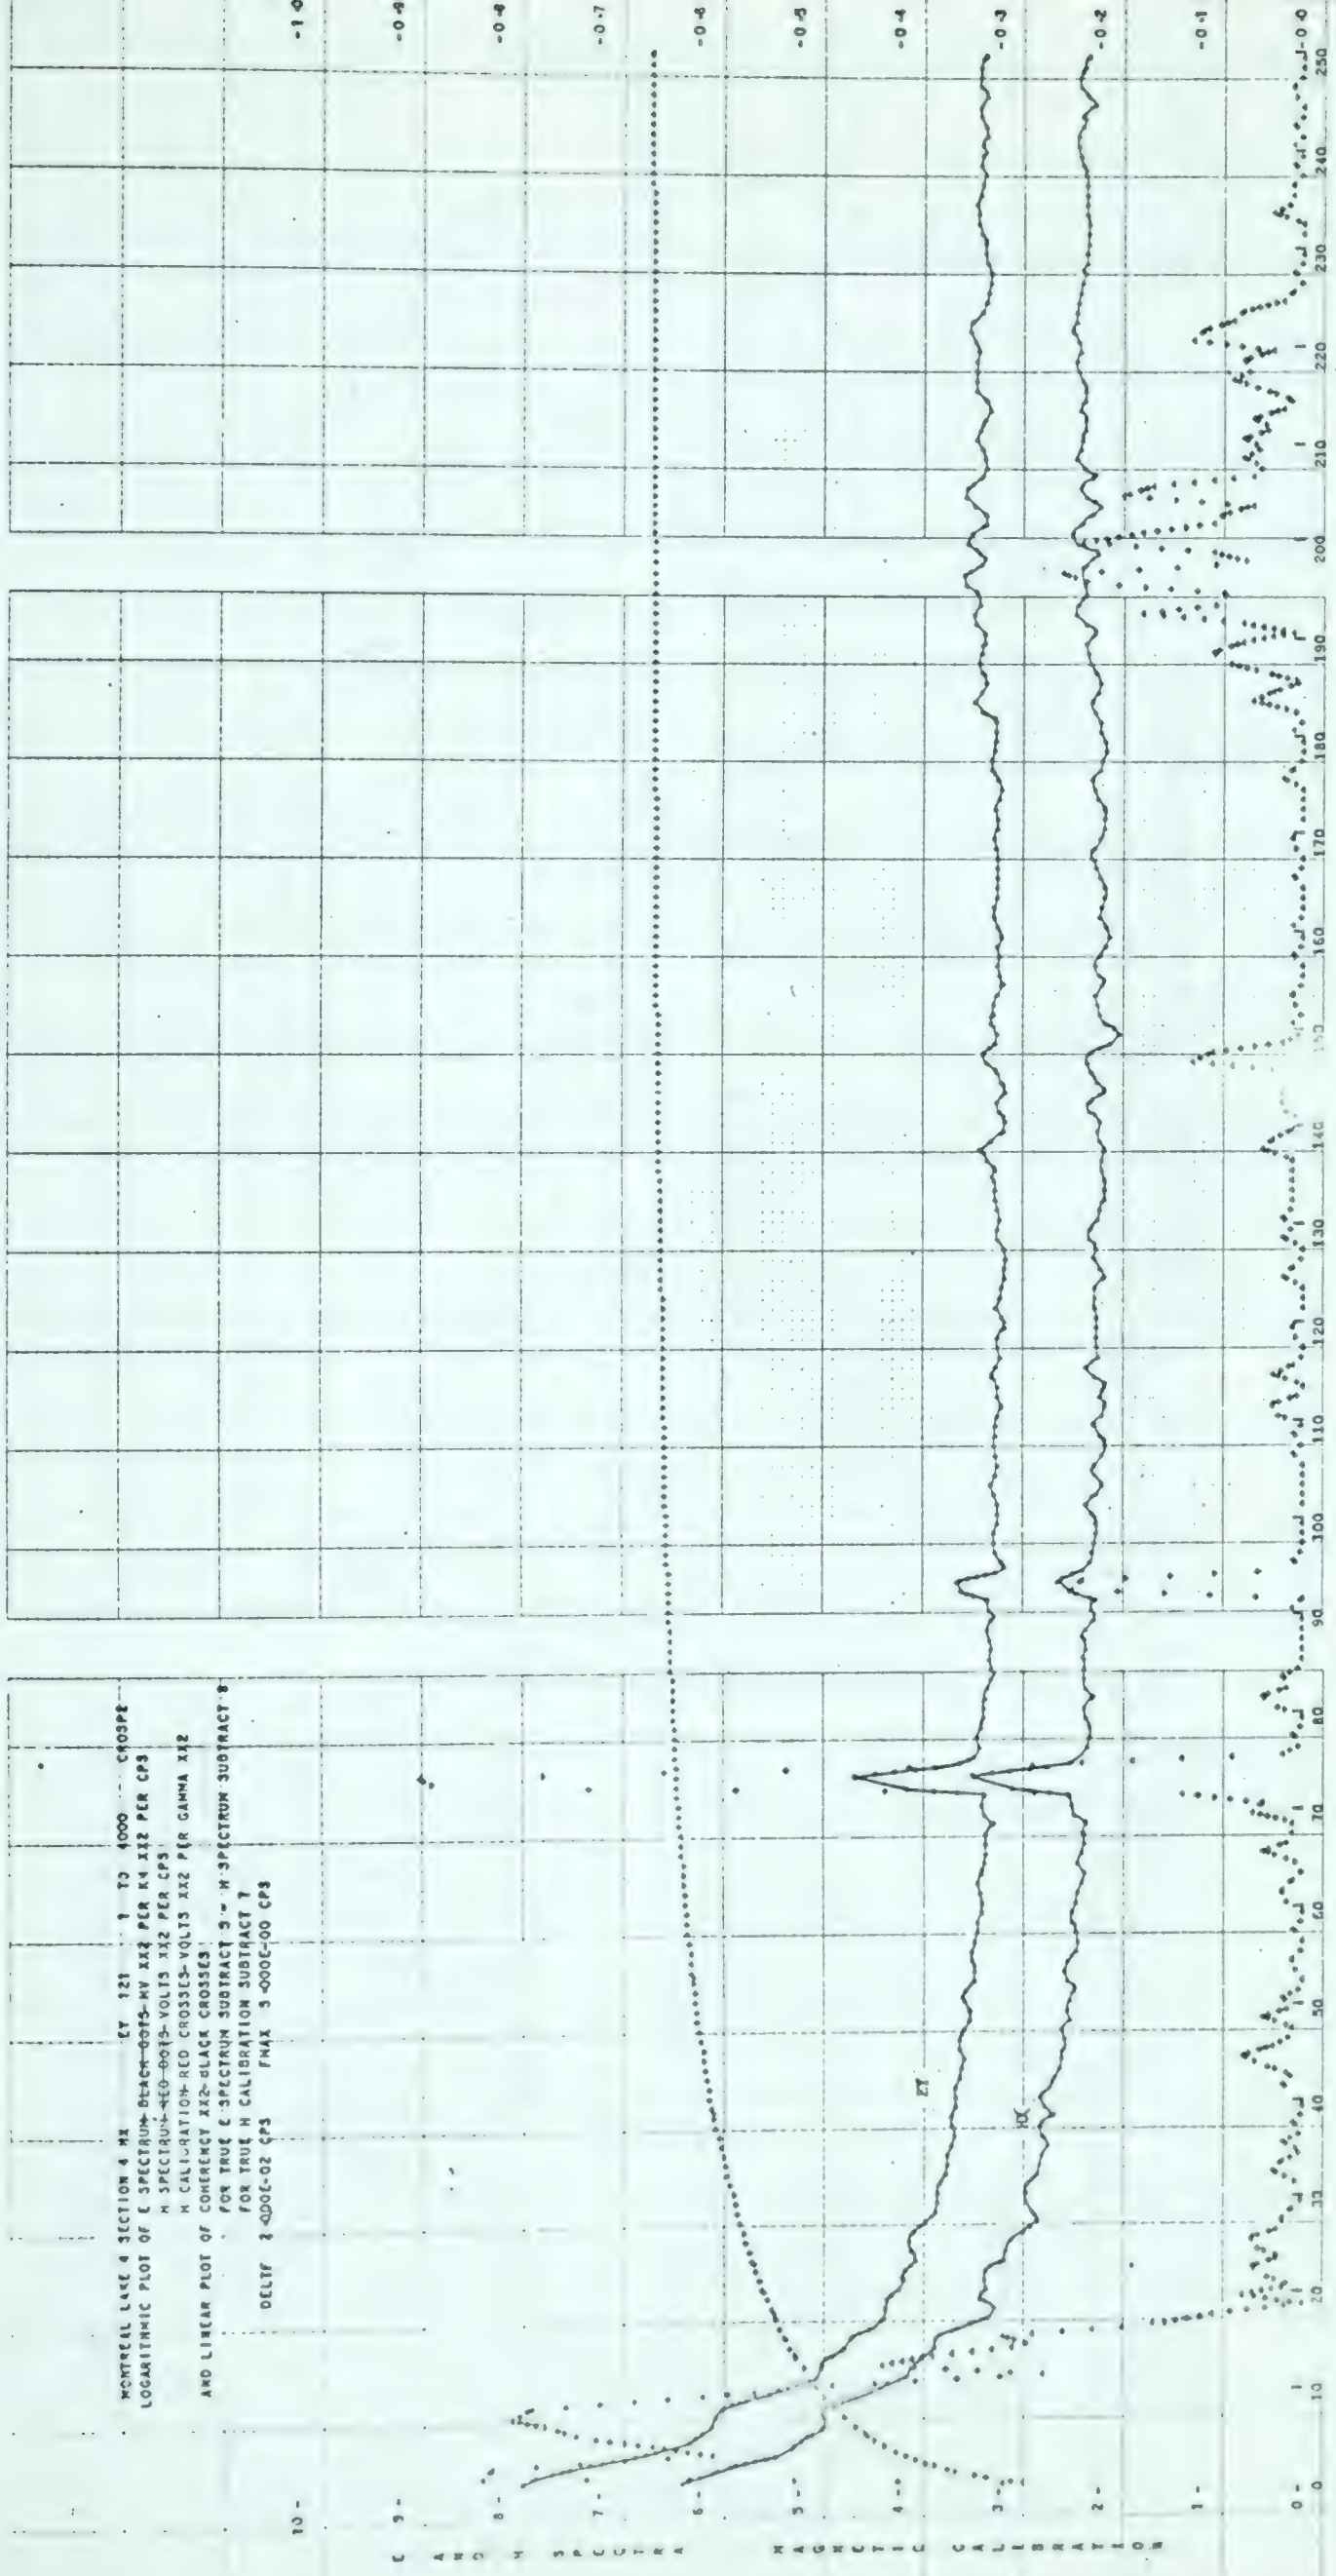 MONTREAL LAKE 4 SECTION 4 HX EY 121 1 TO 4000 CROSPE
LOGARITHMIC PLOT OF E SPECTRUM-BLACK DOTS-MV XX2 PER KM XX2 PER CPS
H SPECTRUM-RED DOTS-VOLTS XX2 PER CPS
H CALIBRATION-RED CROSSES-VOLTS XX2 PER GAMMA XX2
AND LINEAR PLOT OF COHERENCY XX2-BLACK CROSSES
FOR TRUE E SPECTRUM SUBTRACT 5 - H SPECTRUM SUBTRACT 8
FOR TRUE H CALIBRATION SUBTRACT 7
DELTF 2.000E-02 CPS FMAX 5.000E-00 CPS
E AND H SPECTRA MAGNETIC CALIBRATION
10-
9-
8-
7-
6-
5-
4-
3-
2-
1-
0-
EY
HX
0 10 20 30 40 50 60 70 80 90 100 110 120 130 140 150 160 170 180 190 200 210 220 230 240 250
-1.0
-0.9
-0.8
-0.7
-0.6
-0.5
-0.4
-0.3
-0.2
-0.1
-0.0